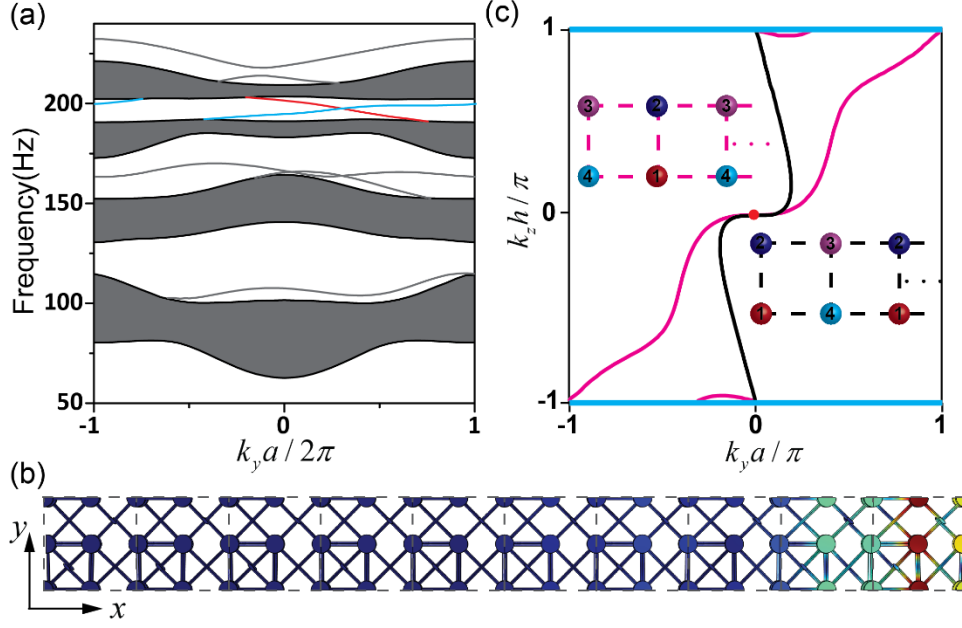 (a)
Frequency(Hz)
200
150
100
50
-1
0
1
k_y a / 2π
(c)
k_z h / π
1
0
-1
-1
0
1
k_y a / π
3
2
3
4
1
4
. . .
2
3
2
1
4
1
. . .
(b)
y
x